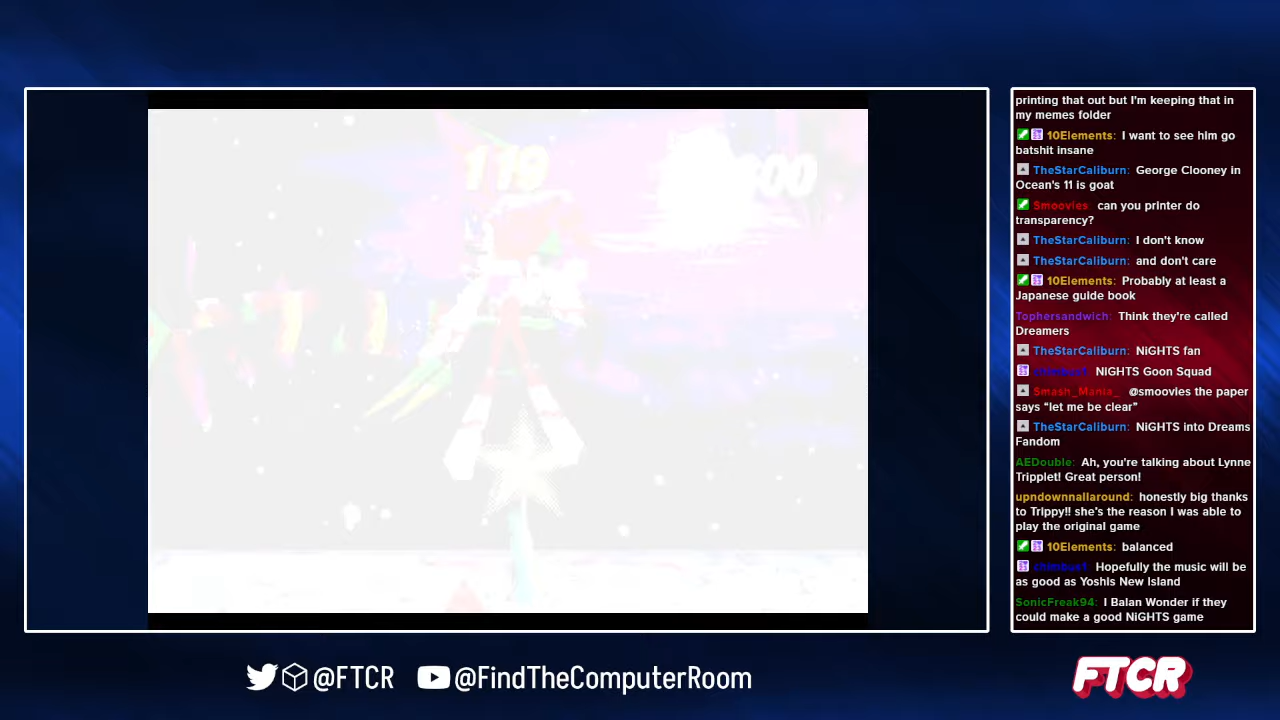 119
00
printing that out but I'm keeping that in
my memes folder
10Elements: I want to see him go
batshit insane
TheStarCaliburn: George Clooney in
Ocean's 11 is goat
Smoovies can you printer do
transparency?
TheStarCaliburn: I don't know
TheStarCaliburn: and don't care
10Elements: Probably at least a
Japanese guide book
Tophersandwich: Think they're called
Dreamers
TheStarCaliburn: NiGHTS fan
NIGHTS Goon Squad
Smash_Mania_ @smoovies the paper
says “let me be clear”
TheStarCaliburn: NiGHTS into Dreams
Fandom
AEDouble: Ah, you're talking about Lynne
Tripplet! Great person!
upndownnallaround: honestly big thanks
to Trippy!! she's the reason I was able to
play the original game
10Elements: balanced
Hopefully the music will be
as good as Yoshis New Island
SonicFreak94: I Balan Wonder if they
could make a good NiGHTS game
@FTCR @FindTheComputerRoom
FTCR